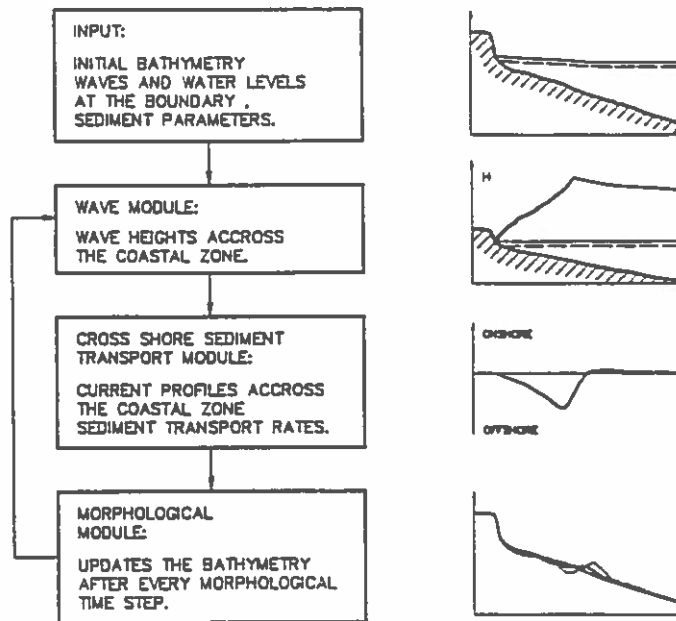 INPUT:
INITIAL BATHYMETRY
WAVES AND WATER LEVELS
AT THE BOUNDARY ,
SEDIMENT PARAMETERS.
WAVE MODULE:
WAVE HEIGHTS ACCROSS
THE COASTAL ZONE.
H
CROSS SHORE SEDIMENT
TRANSPORT MODULE:
CURRENT PROFILES ACCROSS
THE COASTAL ZONE
SEDIMENT TRANSPORT RATES.
ONSHORE
OFFSHORE
MORPHOLOGICAL
MODULE:
UPDATES THE BATHYMETRY
AFTER EVERY MORPHOLOGICAL
TIME STEP.